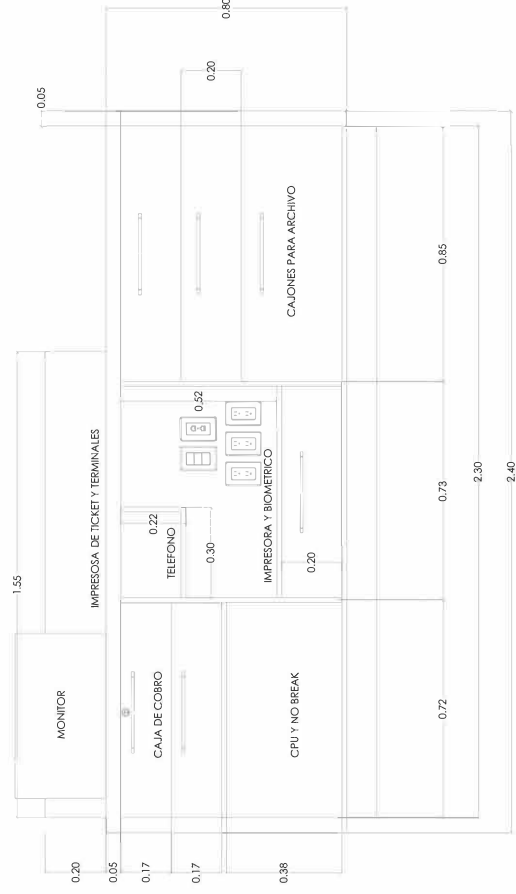 1.55
MONITOR
IMPRESOSA DE TICKET Y TERMINALES
0.05
0.80
0.20
0.20
0.05
0.17
0.17
0.38
CAJA DE COBRO
CPU Y NO BREAK
0.22
TELEFONO
0.30
0.52
IMPRESORA Y BIOMETRICO
0.20
CAJONES PARA ARCHIVO
0.72
0.73
0.85
2.30
2.40